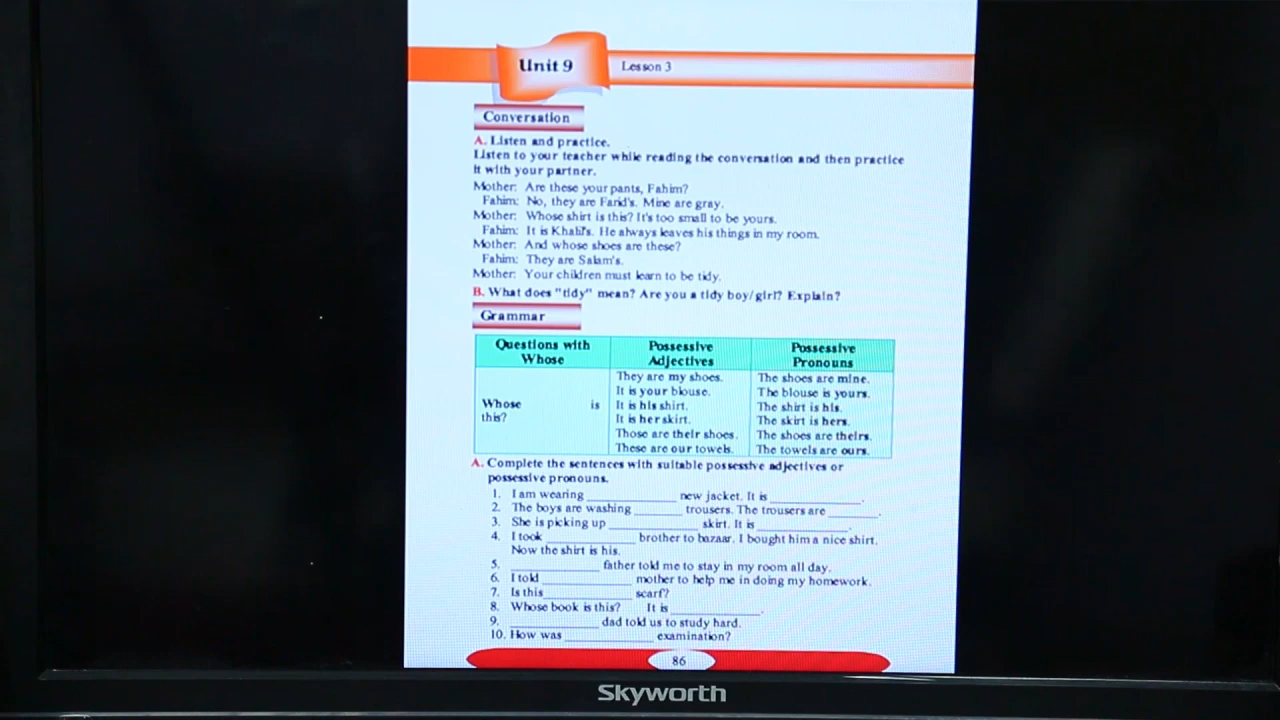 Unit 9 Lesson 3
Conversation
A. Listen and practice.
Listen to your teacher while reading the conversation and then practice
it with your partner.
Mother: Are these your pants, Fahim?
Fahim: No, they are Farid's. Mine are gray.
Mother: Whose shirt is this? It's too small to be yours.
Fahim: It is Khalil's. He always leaves his things in my room.
Mother: And whose shoes are these?
Fahim: They are Salam's.
Mother: Your children must learn to be tidy.
B. What does "tidy" mean? Are you a tidy boy/girl? Explain?
Grammar
Questions with Whose
Possessive Adjectives
Possessive Pronouns
Whose is this?
They are my shoes. The shoes are mine.
It is your blouse. The blouse is yours.
It is his shirt. The shirt is his.
It is her skirt. The skirt is hers.
Those are their shoes. The shoes are theirs.
These are our towels. The towels are ours.
A. Complete the sentences with suitable possessive adjectives or
possessive pronouns.
1. I am wearing ____________ new jacket. It is ____________.
2. The boys are washing _______ trousers. The trousers are _______.
3. She is picking up ____________ skirt. It is ____________.
4. I took ____________ brother to bazaar. I bought him a nice shirt.
Now the shirt is his.
5. ____________ father told me to stay in my room all day.
6. I told ____________ mother to help me in doing my homework.
7. Is this ____________ scarf?
8. Whose book is this? It is ____________.
9. ____________ dad told us to study hard.
10. How was ____________ examination?
86
Skyworth